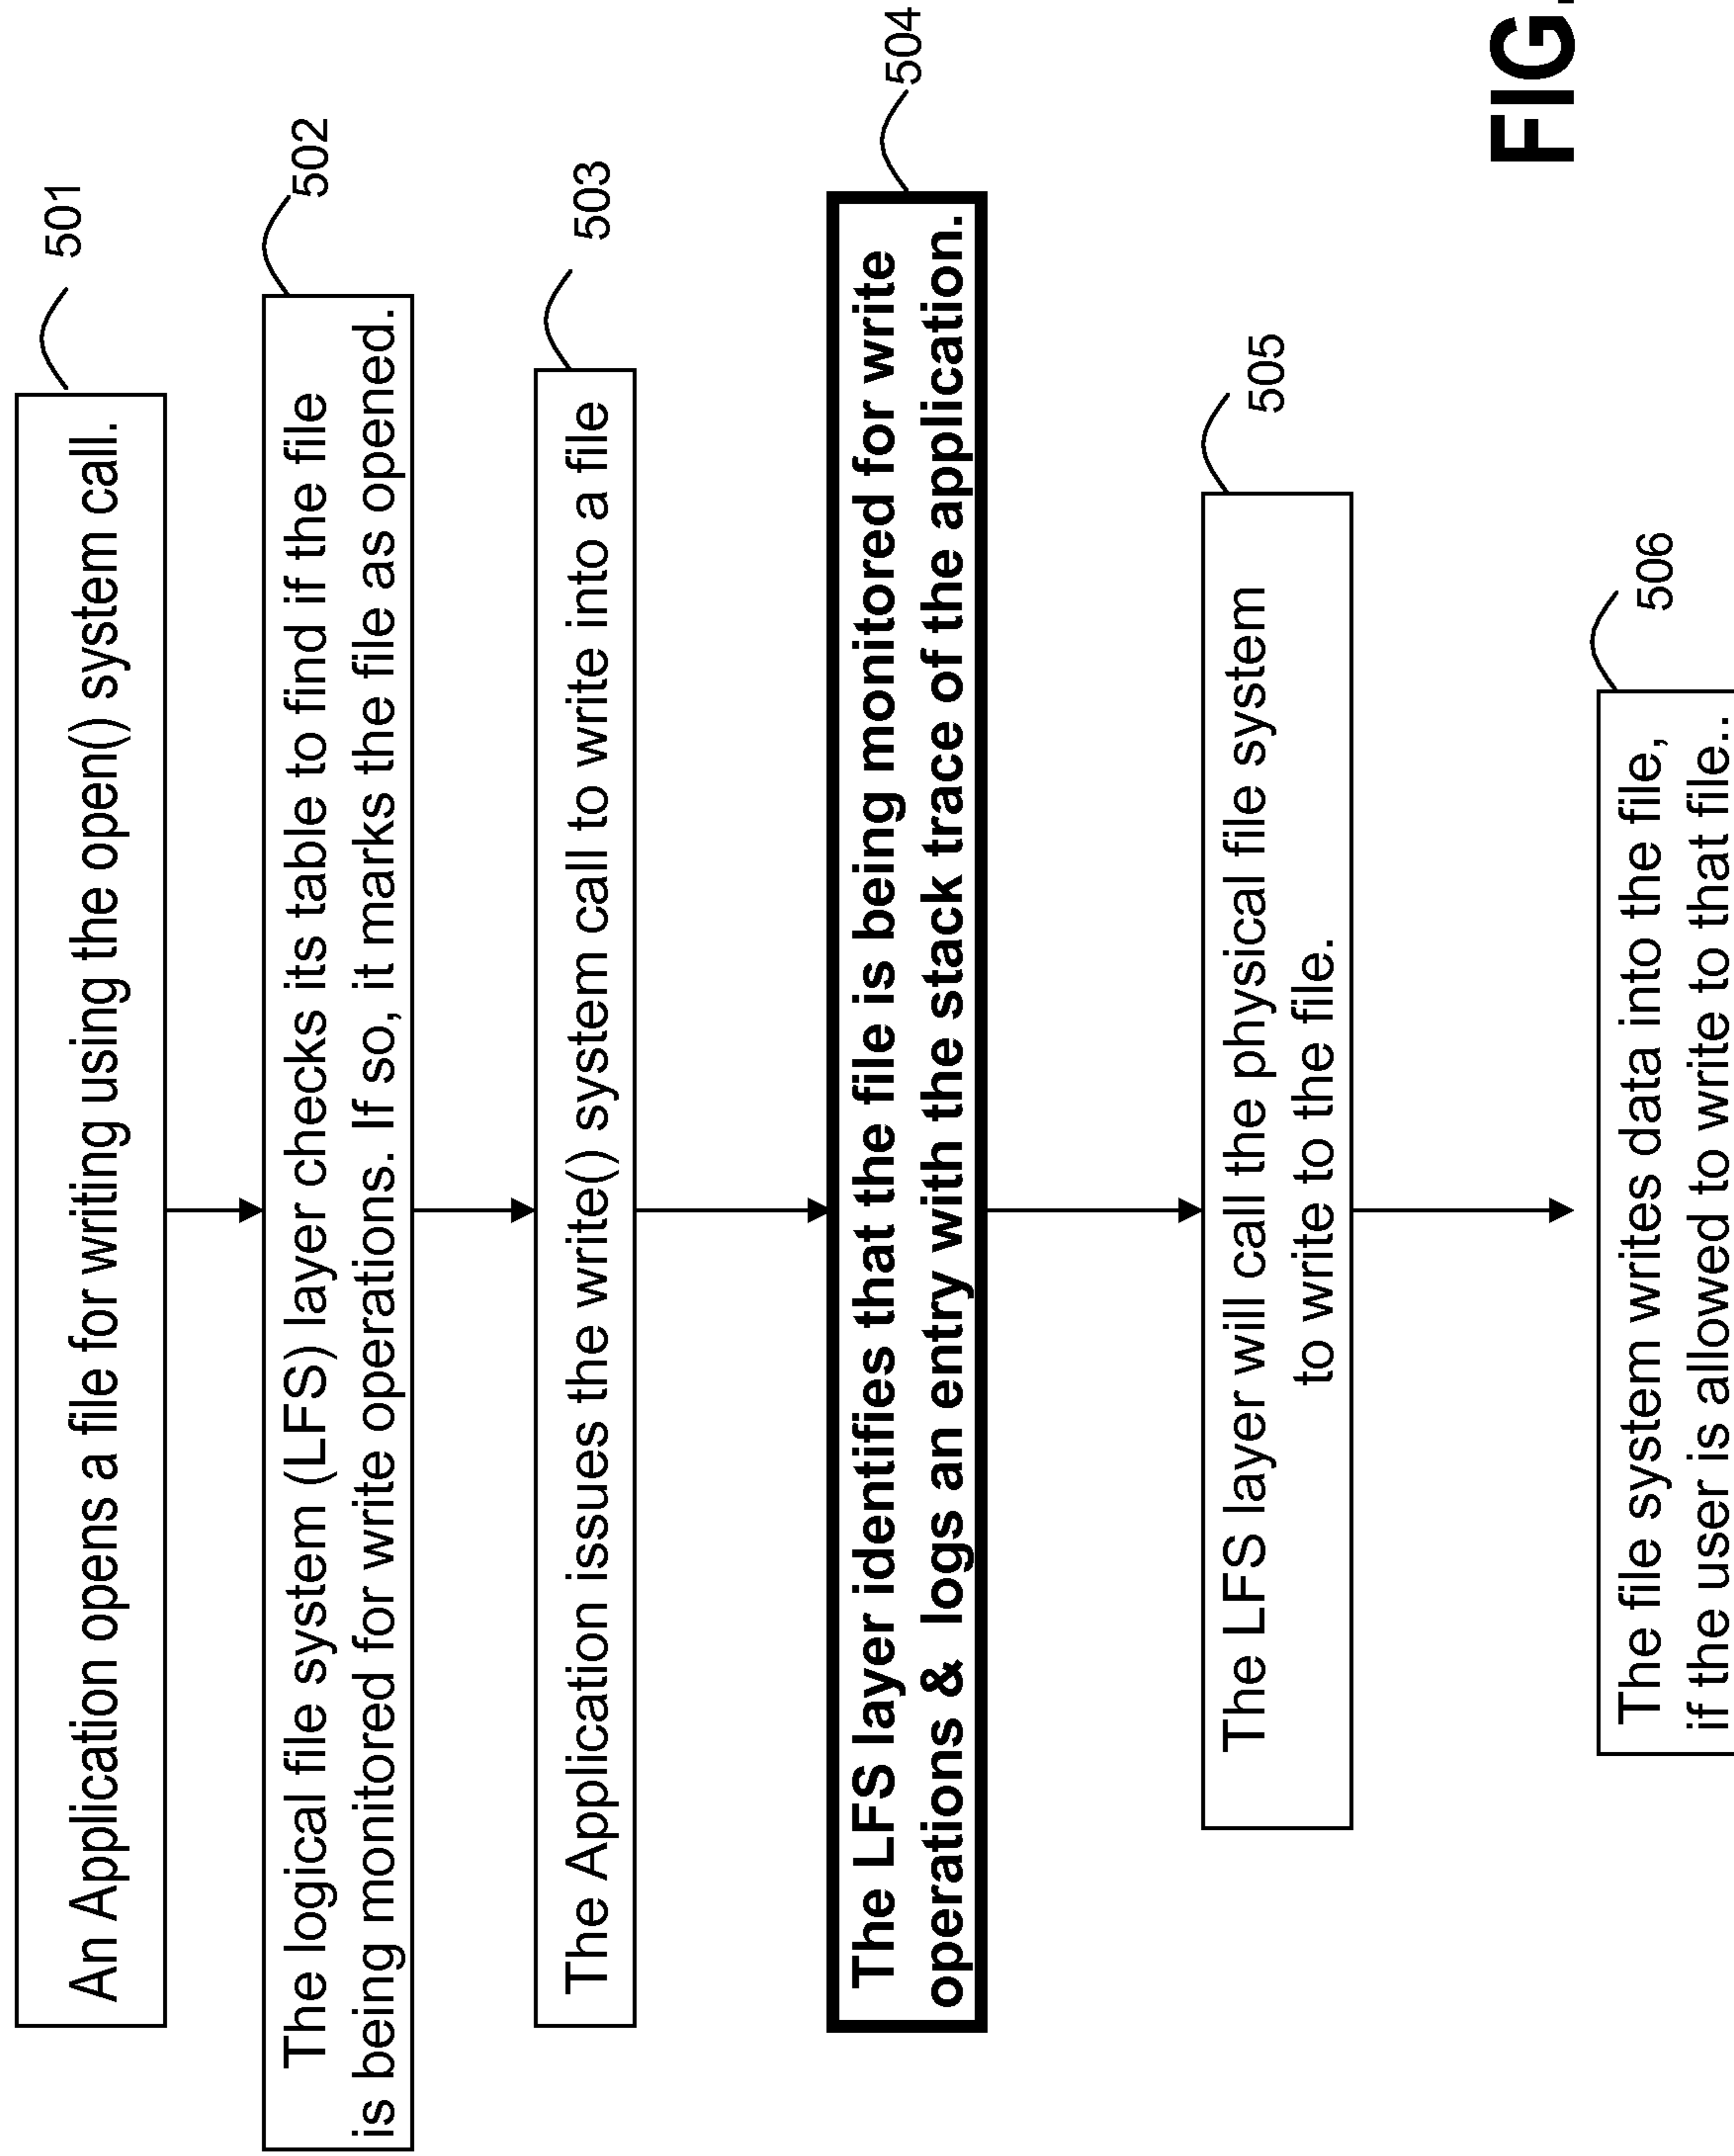 501
An Application opens a file for writing using the open() system call.
502
The logical file system (LFS) layer checks its table to find if the file
is being monitored for write operations. If so, it marks the file as opened.
503
The Application issues the write() system call to write into a file
504
The LFS layer identifies that the file is being monitored for write
operations & logs an entry with the stack trace of the application.
505
The LFS layer will call the physical file system
to write to the file.
506
The file system writes data into the file,
if the user is allowed to write to that file..
FIG.